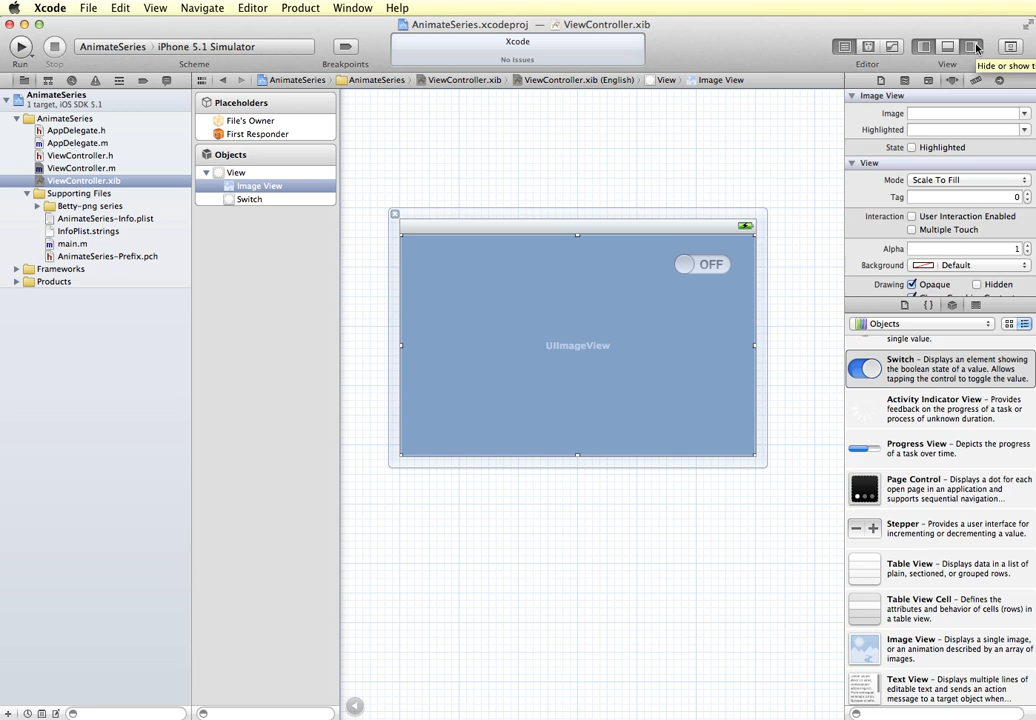 Xcode File Edit View Navigate Editor Product Window Help
AnimateSeries.xcodeproj — ViewController.xib
AnimateSeries iPhone 5.1 Simulator
Xcode
No Issues
Run Stop Scheme Breakpoints Editor View
Hide or show t
AnimateSeries AnimateSeries ViewController.xib ViewController.xib (English) View Image View
AnimateSeries
1 target, iOS SDK 5.1
AnimateSeries
AppDelegate.h
AppDelegate.m
ViewController.h
ViewController.m
ViewController.xib
Supporting Files
Betty-png series
AnimateSeries-Info.plist
InfoPlist.strings
main.m
AnimateSeries-Prefix.pch
Frameworks
Products
Placeholders
File's Owner
First Responder
Objects
View
Image View
Switch
OFF
UIImageView
Image View
Image
Highlighted
State Highlighted
View
Mode Scale To Fill
Tag 0
Interaction User Interaction Enabled
Multiple Touch
Alpha 1
Background Default
Drawing Opaque Hidden
Objects
single value.
Switch – Displays an element showing
the boolean state of a value. Allows
tapping the control to toggle the value.
Activity Indicator View – Provides
feedback on the progress of a task or
process of unknown duration.
Progress View – Depicts the progress
of a task over time.
Page Control – Displays a dot for each
open page in an application and
supports sequential navigation...
Stepper – Provides a user interface for
incrementing or decrementing a value.
Table View – Displays data in a list of
plain, sectioned, or grouped rows.
Table View Cell – Defines the
attributes and behavior of cells (rows) in
a table view.
Image View – Displays a single image,
or an animation described by an array of
images.
Text View – Displays multiple lines of
editable text and sends an action
message to a target object when...